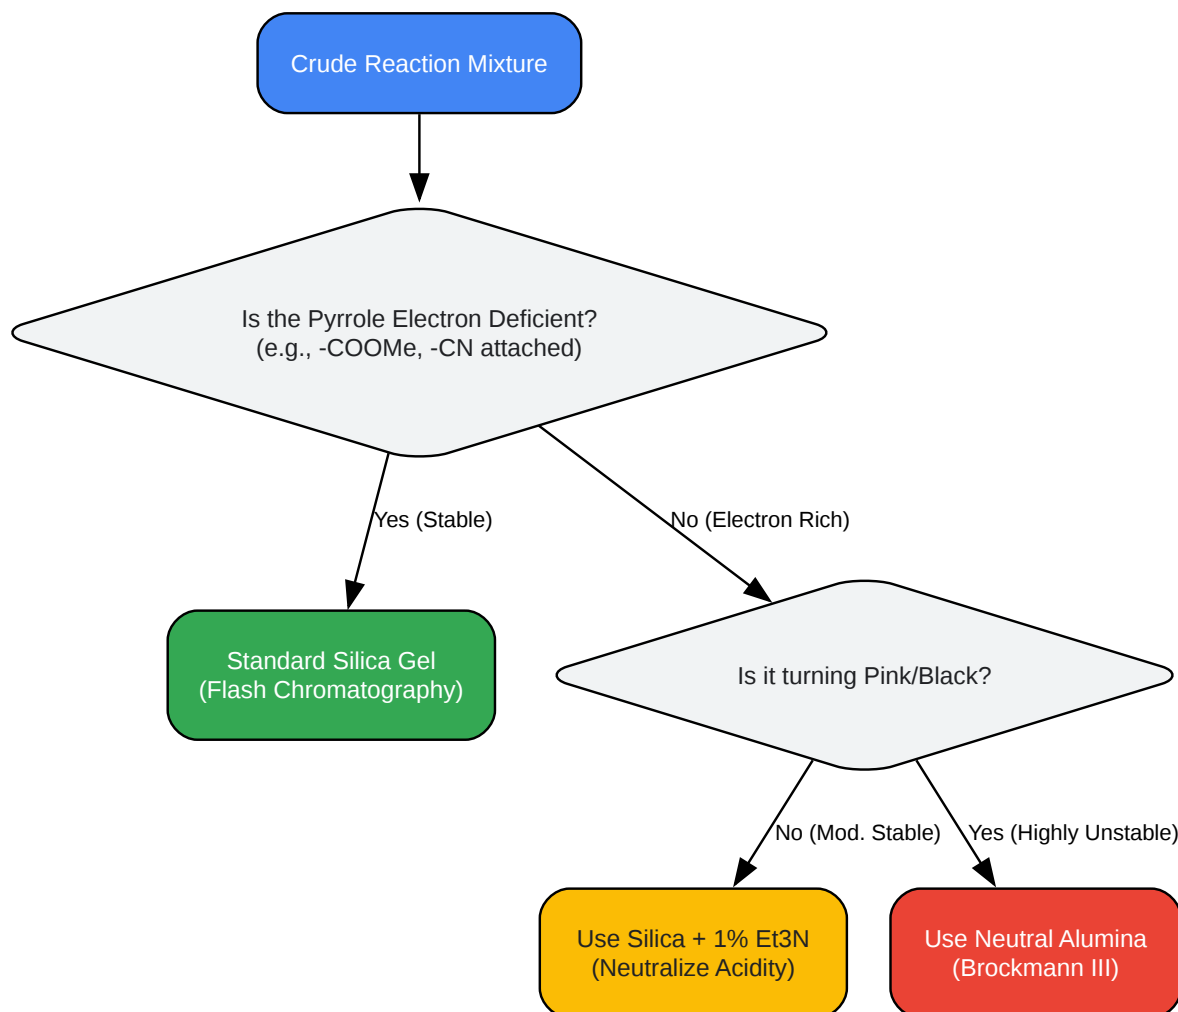 Crude Reaction Mixture
Is the Pyrrole Electron Deficient?
(e.g., -COOMe, -CN attached)
Yes (Stable)
No (Electron Rich)
Standard Silica Gel
(Flash Chromatography)
Is it turning Pink/Black?
No (Mod. Stable)
Yes (Highly Unstable)
Use Silica + 1% Et3N
(Neutralize Acidity)
Use Neutral Alumina
(Brockmann III)